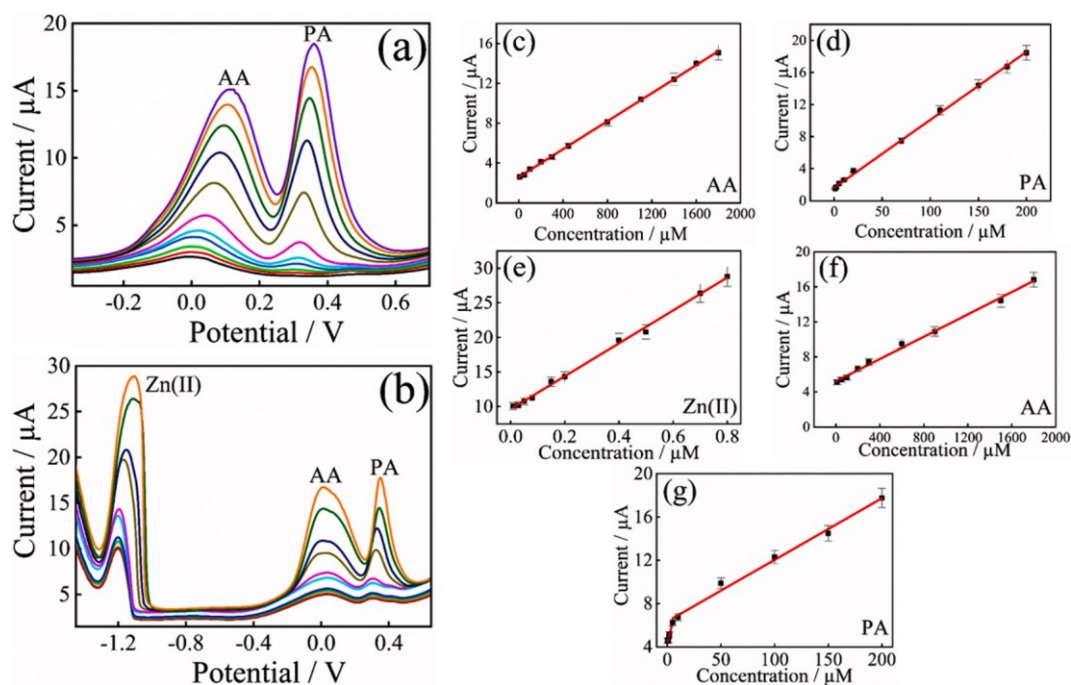 (a)
AA
PA
20
15
10
5
Current / µA
-0.2 0.0 0.2 0.4 0.6
Potential / V
(b)
Zn(II)
AA
PA
30
25
20
15
10
5
Current / µA
-1.2 -0.8 -0.4 0.0 0.4
Potential / V
(c)
16
12
8
4
0
Current / µA
AA
0 400 800 1200 1600 2000
Concentration / µM
(d)
20
16
12
8
4
0
Current / µA
PA
0 50 100 150 200
Concentration / µM
(e)
30
25
20
15
10
Current / µA
Zn(II)
0.0 0.2 0.4 0.6 0.8
Concentration / µM
(f)
20
16
12
8
4
0
Current / µA
AA
0 400 800 1200 1600 2000
Concentration / µM
(g)
20
16
12
8
4
Current / µA
PA
0 50 100 150 200
Concentration / µM